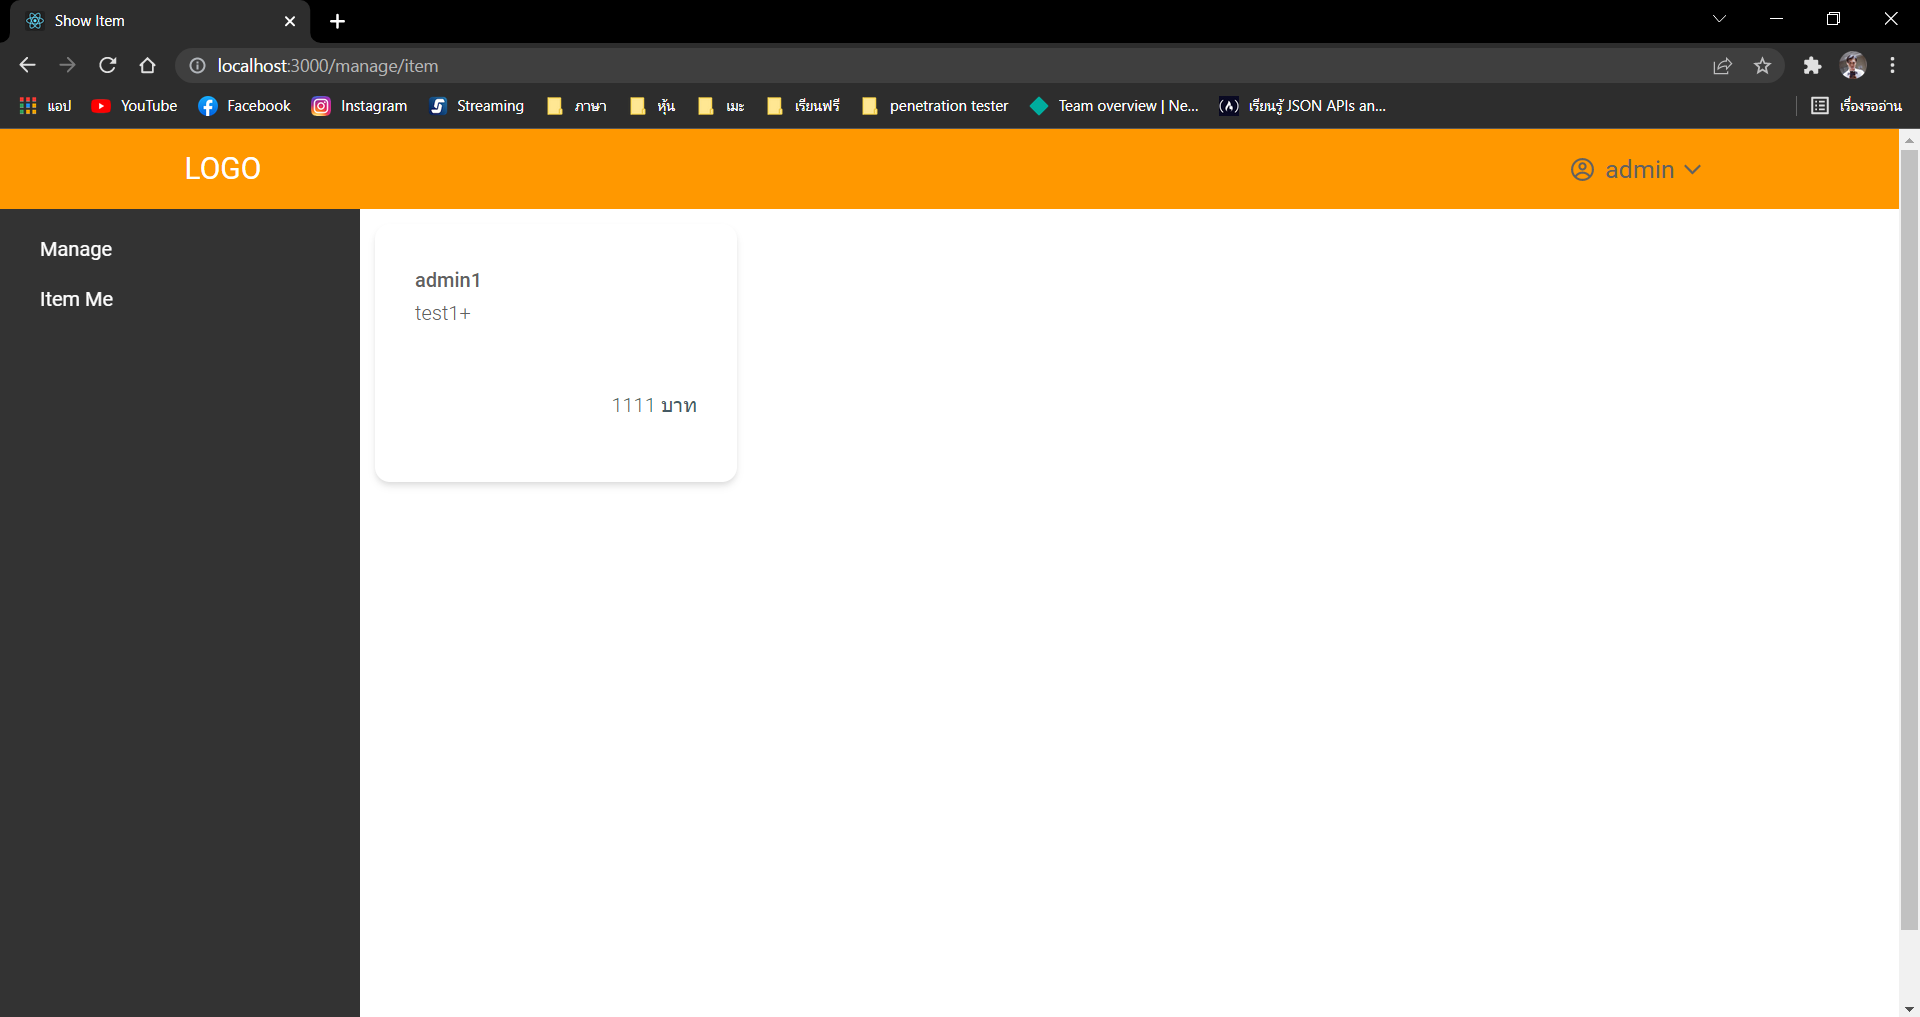 Show Item
localhost:3000/manage/item
แอป YouTube Facebook Instagram Streaming ภาษา หุ้น เมะ เรียนฟรี penetration tester Team overview | Ne... เรียนรู้ JSON APIs an... เรื่องรออ่าน
LOGO
admin
Manage
Item Me
admin1
test1+
1111 บาท